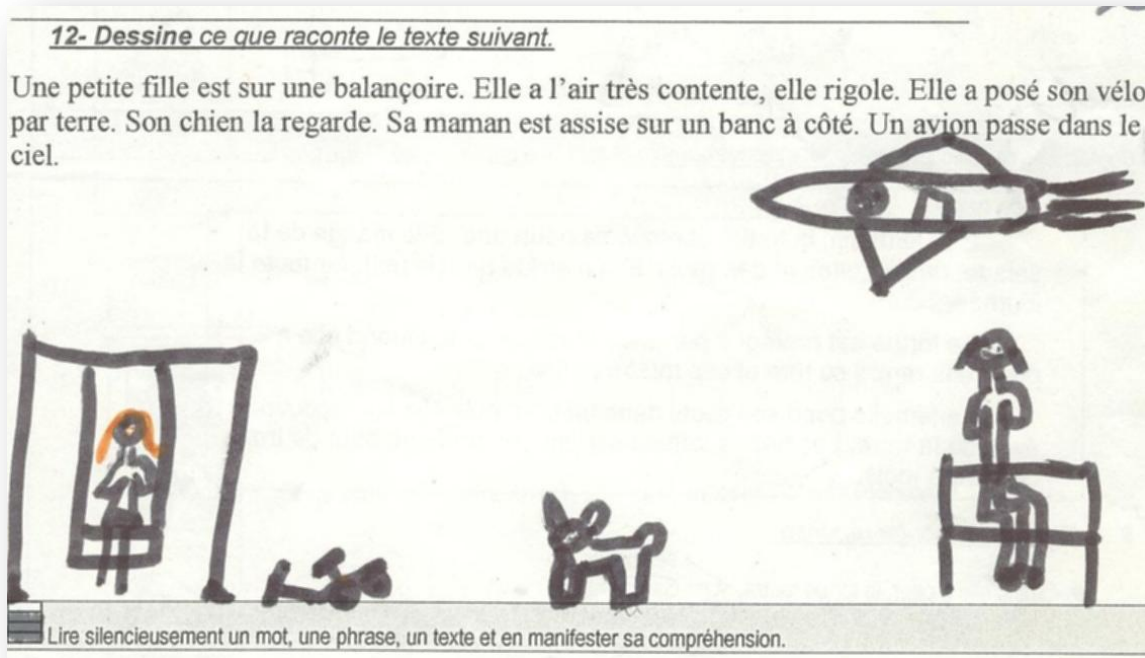 12- Dessine ce que raconte le texte suivant.
Une petite fille est sur une balançoire. Elle a l’air très contente, elle rigole. Elle a posé son vélo
par terre. Son chien la regarde. Sa maman est assise sur un banc à côté. Un avion passe dans le
ciel.
Lire silencieusement un mot, une phrase, un texte et en manifester sa compréhension.